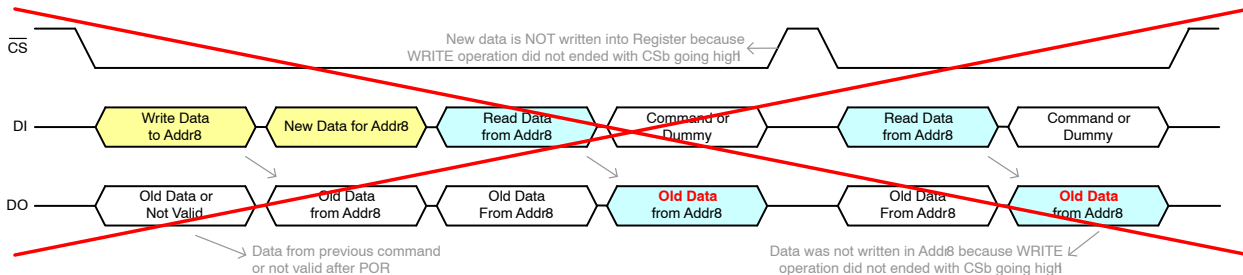 CS
New data is NOT written into Register because
WRITE operation did not ended with CSb going high
DI
Write Data
to Addr8
New Data for Addr8
Read Data
from Addr8
Command or
Dummy
Read Data
from Addr8
Command or
Dummy
DO
Old Data or
Not Valid
Old Data
from Addr8
Old Data
From Addr8
Old Data
from Addr8
Old Data
From Addr8
Old Data
from Addr8
Data from previous command
or not valid after POR
Data was not written in Addr8 because WRITE
operation did not ended with CSb going high